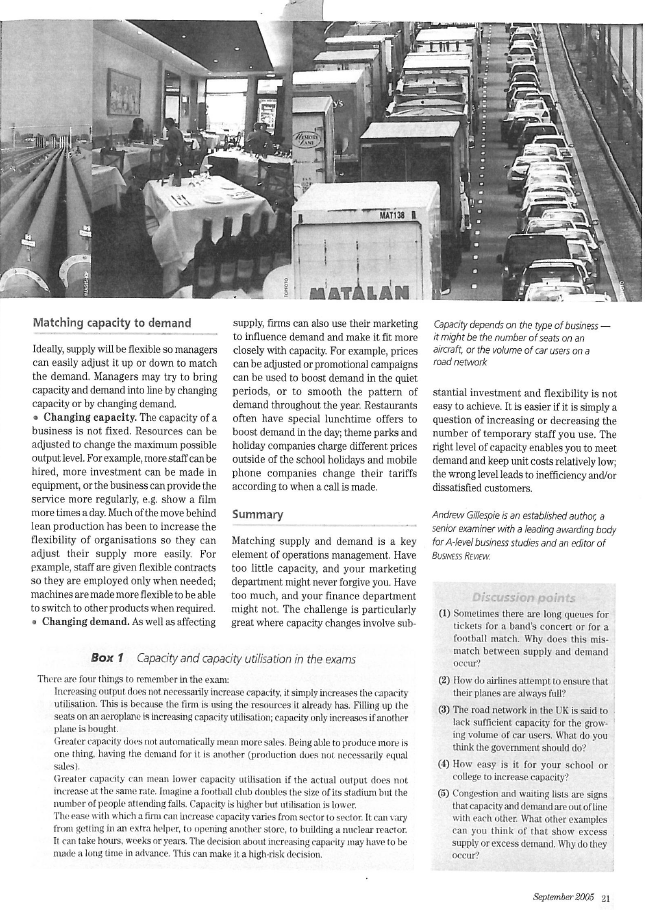 MEMORY
LANE
MAT138
MATALAN
Matching capacity to demand
Ideally, supply will be flexible so managers
can easily adjust it up or down to match
the demand. Managers may try to bring
capacity and demand into line by changing
capacity or by changing demand.
● Changing capacity. The capacity of a
business is not fixed. Resources can be
adjusted to change the maximum possible
output level. For example, more staff can be
hired, more investment can be made in
equipment, or the business can provide the
service more regularly, e.g. show a film
more times a day. Much of the move behind
lean production has been to increase the
flexibility of organisations so they can
adjust their supply more easily. For
example, staff are given flexible contracts
so they are employed only when needed;
machines are made more flexible to be able
to switch to other products when required.
● Changing demand. As well as affecting
supply, firms can also use their marketing
to influence demand and make it fit more
closely with capacity. For example, prices
can be adjusted or promotional campaigns
can be used to boost demand in the quiet
periods, or to smooth the pattern of
demand throughout the year. Restaurants
often have special lunchtime offers to
boost demand in the day; theme parks and
holiday companies charge different prices
outside of the school holidays and mobile
phone companies change their tariffs
according to when a call is made.
Summary
Matching supply and demand is a key
element of operations management. Have
too little capacity, and your marketing
department might never forgive you. Have
too much, and your finance department
might not. The challenge is particularly
great where capacity changes involve sub-
Capacity depends on the type of business —
it might be the number of seats on an
aircraft, or the volume of car users on a
road network
stantial investment and flexibility is not
easy to achieve. It is easier if it is simply a
question of increasing or decreasing the
number of temporary staff you use. The
right level of capacity enables you to meet
demand and keep unit costs relatively low;
the wrong level leads to inefficiency and/or
dissatisfied customers.
Andrew Gillespie is an established author, a
senior examiner with a leading awarding body
for A-level business studies and an editor of
BUSINESS REVIEW.
Box 1 Capacity and capacity utilisation in the exams
There are four things to remember in the exam:
Increasing output does not necessarily increase capacity, it simply increases the capacity
utilisation. This is because the firm is using the resources it already has. Filling up the
seats on an aeroplane is increasing capacity utilisation; capacity only increases if another
plane is bought.
Greater capacity does not automatically mean more sales. Being able to produce more is
one thing, having the demand for it is another (production does not necessarily equal
sales).
Greater capacity can mean lower capacity utilisation if the actual output does not
increase at the same rate. Imagine a football club doubles the size of its stadium but the
number of people attending falls. Capacity is higher but utilisation is lower.
The ease with which a firm can increase capacity varies from sector to sector. It can vary
from getting in an extra helper, to opening another store, to building a nuclear reactor.
It can take hours, weeks or years. The decision about increasing capacity may have to be
made a long time in advance. This can make it a high-risk decision.
Discussion points
(1) Sometimes there are long queues for
tickets for a band's concert or for a
football match. Why does this mis-
match between supply and demand
occur?
(2) How do airlines attempt to ensure that
their planes are always full?
(3) The road network in the UK is said to
lack sufficient capacity for the grow-
ing volume of car users. What do you
think the government should do?
(4) How easy is it for your school or
college to increase capacity?
(5) Congestion and waiting lists are signs
that capacity and demand are out of line
with each other. What other examples
can you think of that show excess
supply or excess demand. Why do they
occur?
September 2005 21